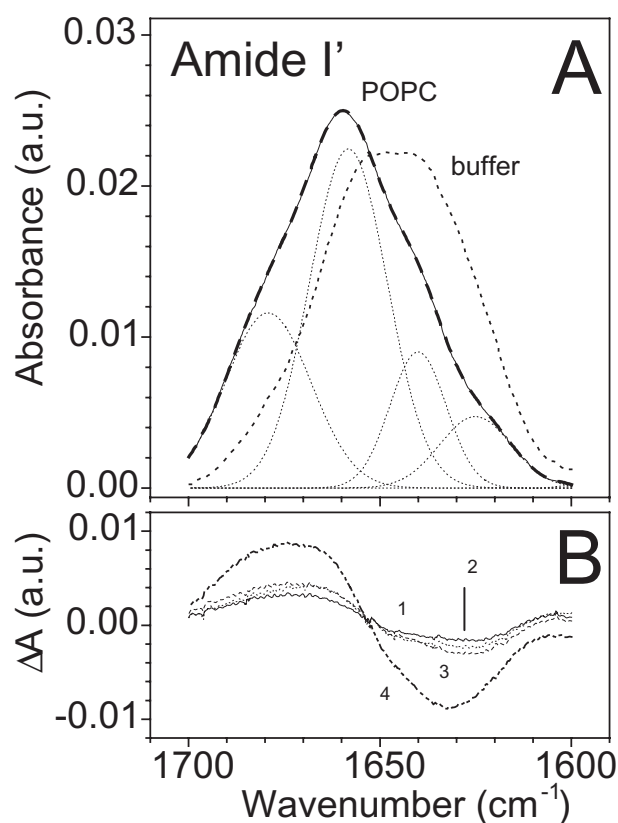 0.03
Amide I’
A
POPC
buffer
0.02
0.01
0.00
Absorbance (a.u.)
0.01
B
2
1
0.00
3
4
-0.01
ΔA (a.u.)
1700
1650
1600
Wavenumber (cm⁻¹)